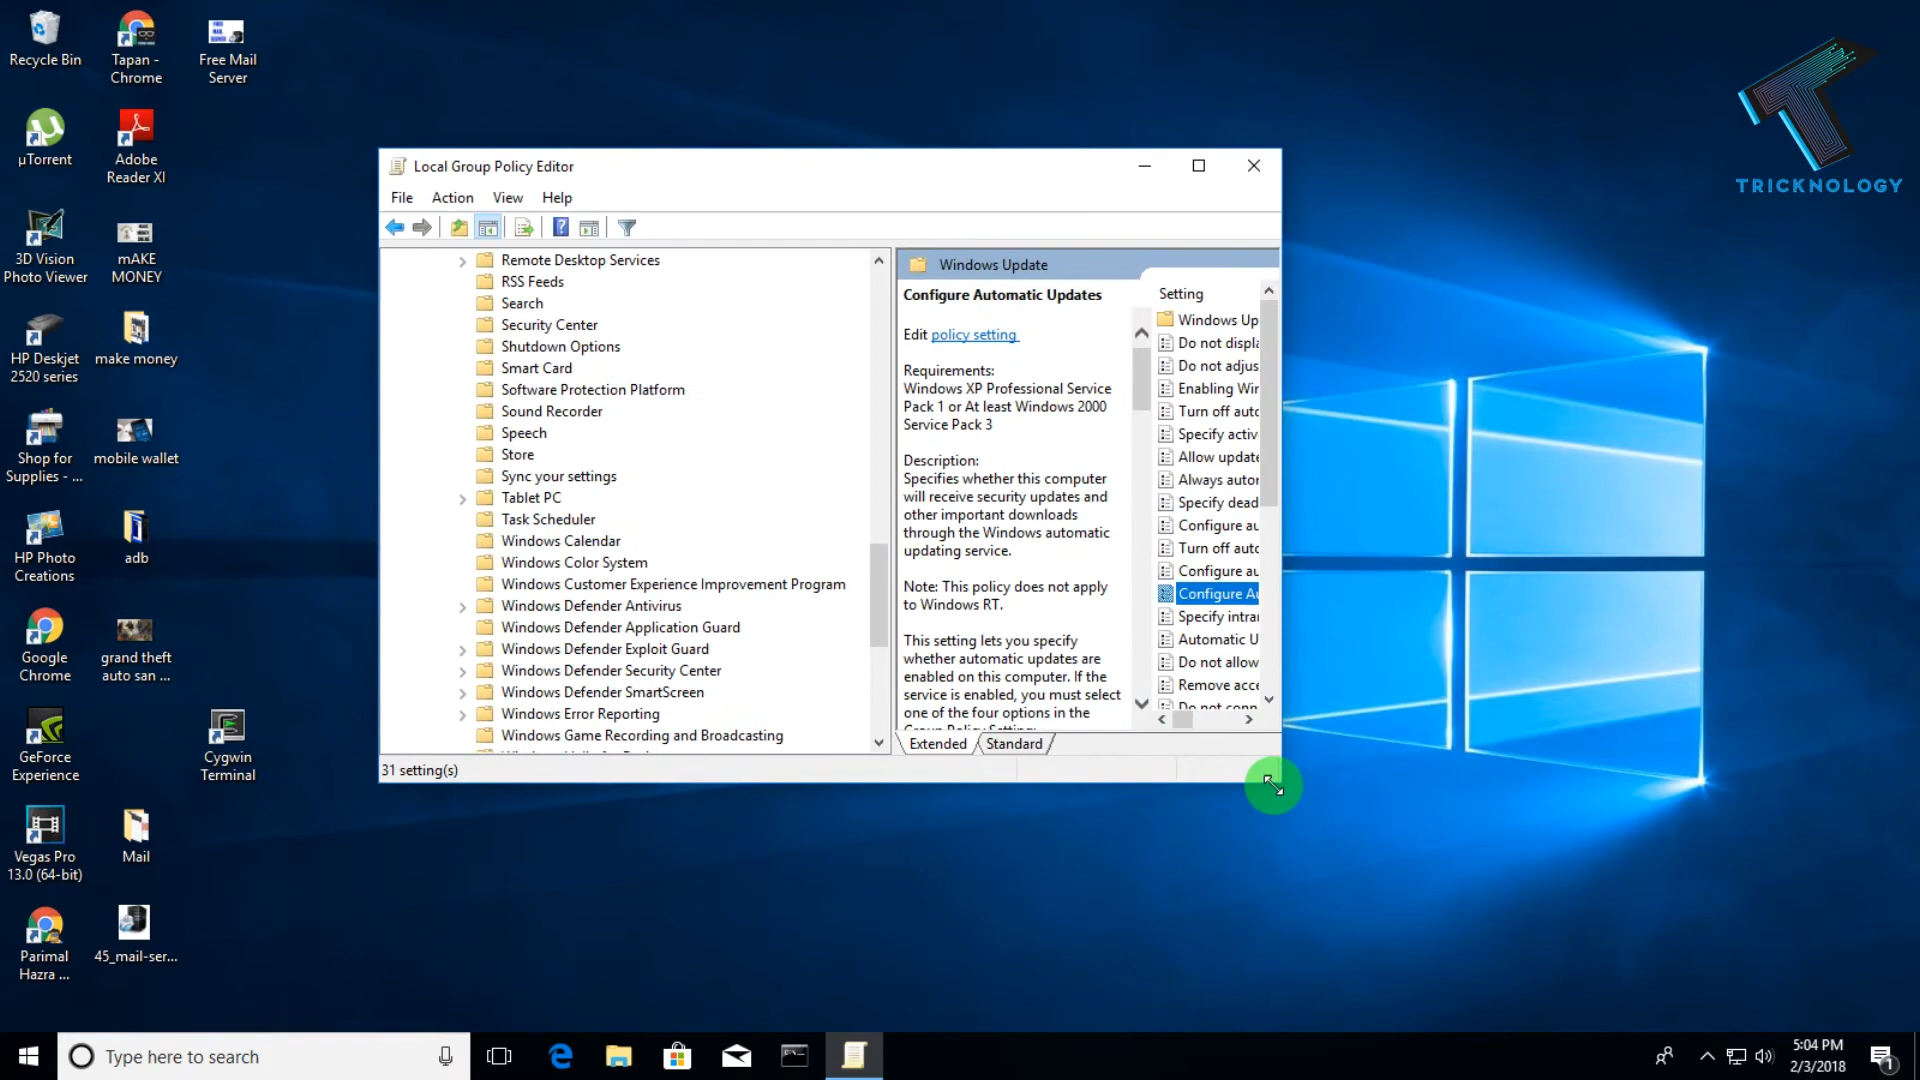 Recycle Bin
Tapan -
Chrome
Free Mail
Server
µTorrent
Adobe
Reader XI
3D Vision
Photo Viewer
mAKE
MONEY
HP Deskjet
2520 series
make money
Shop for
Supplies - ...
mobile wallet
HP Photo
Creations
adb
Google
Chrome
grand theft
auto san ...
GeForce
Experience
Cygwin
Terminal
Vegas Pro
13.0 (64-bit)
Mail
Parimal
Hazra ...
45_mail-ser...
TRICKNOLOGY
Local Group Policy Editor
File Action View Help
Remote Desktop Services
RSS Feeds
Search
Security Center
Shutdown Options
Smart Card
Software Protection Platform
Sound Recorder
Speech
Store
Sync your settings
Tablet PC
Task Scheduler
Windows Calendar
Windows Color System
Windows Customer Experience Improvement Program
Windows Defender Antivirus
Windows Defender Application Guard
Windows Defender Exploit Guard
Windows Defender Security Center
Windows Defender SmartScreen
Windows Error Reporting
Windows Game Recording and Broadcasting
Windows Update
Configure Automatic Updates
Edit policy setting
Requirements:
Windows XP Professional Service
Pack 1 or At least Windows 2000
Service Pack 3
Description:
Specifies whether this computer
will receive security updates and
other important downloads
through the Windows automatic
updating service.
Note: This policy does not apply
to Windows RT.
This setting lets you specify
whether automatic updates are
enabled on this computer. If the
service is enabled, you must select
one of the four options in the
Group Policy Setting:
Setting
Windows Up
Do not displa
Do not adjus
Enabling Wir
Turn off auto
Specify activ
Allow update
Always autor
Specify dead
Configure au
Turn off auto
Configure au
Configure Au
Specify intra
Automatic U
Do not allow
Remove acce
Do not conn
Extended Standard
31 setting(s)
Type here to search
5:04 PM
2/3/2018
1